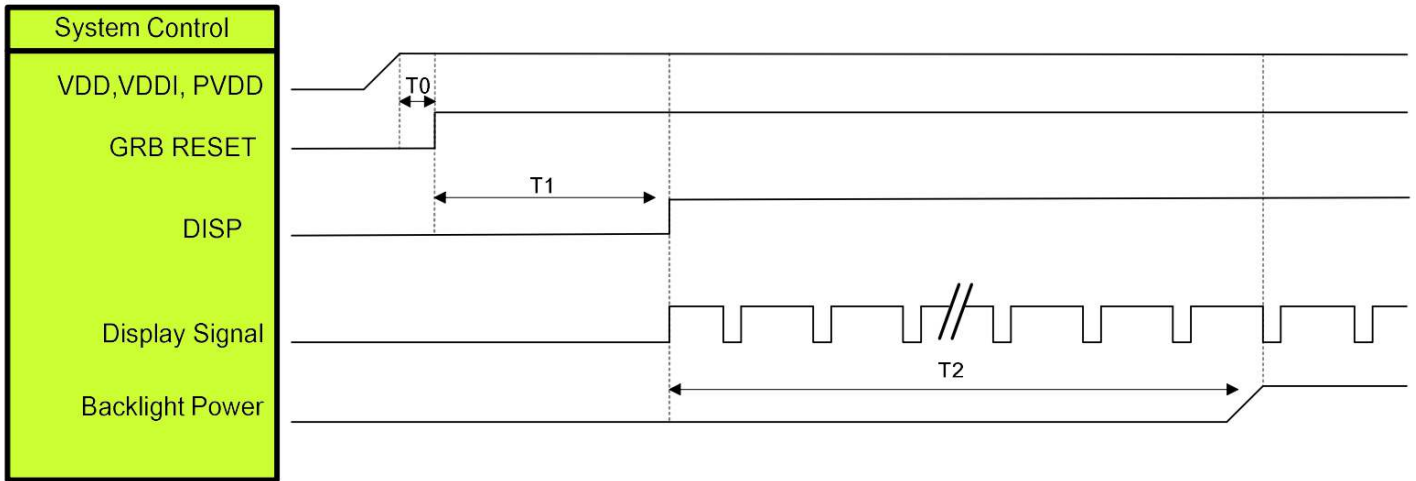 System Control
VDD,VDDI, PVDD
T0
GRB RESET
T1
DISP
Display Signal
T2
Backlight Power